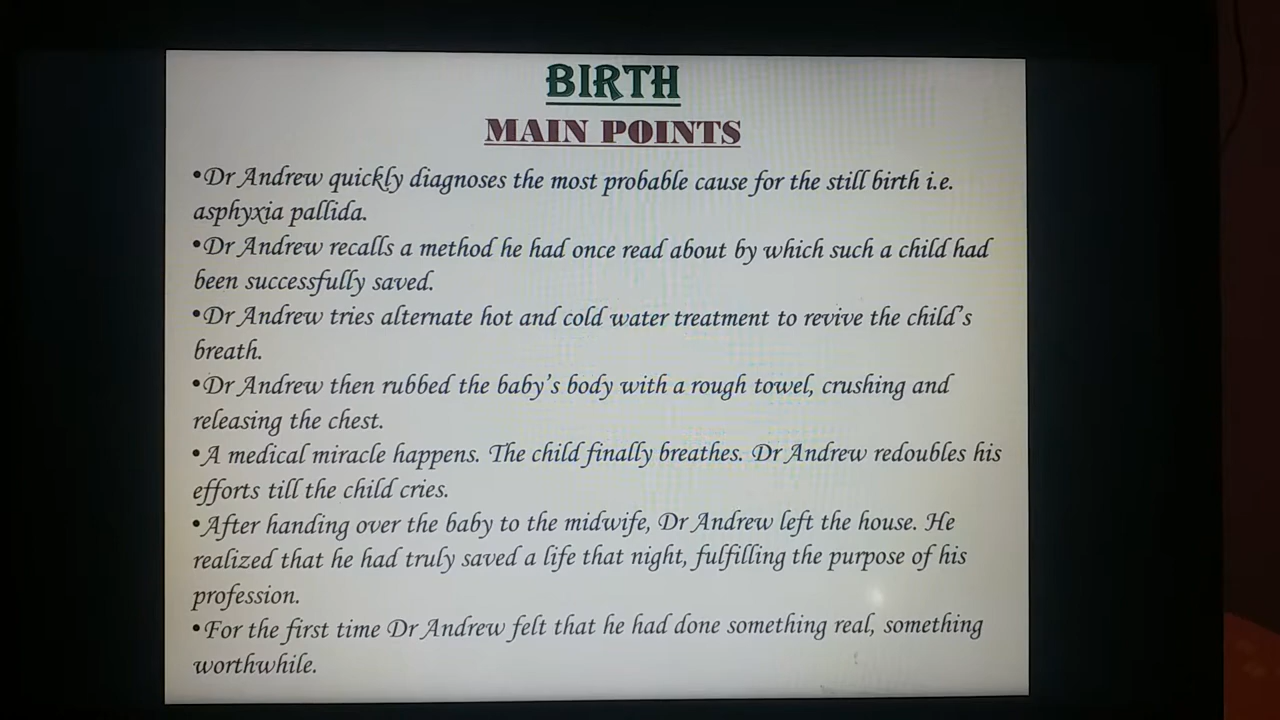 BIRTH
MAIN POINTS
•Dr Andrew quickly diagnoses the most probable cause for the still birth i.e.
asphyxia pallida.
•Dr Andrew recalls a method he had once read about by which such a child had
been successfully saved.
•Dr Andrew tries alternate hot and cold water treatment to revive the child's
breath.
•Dr Andrew then rubbed the baby's body with a rough towel, crushing and
releasing the chest.
•A medical miracle happens. The child finally breathes. Dr Andrew redoubles his
efforts till the child cries.
•After handing over the baby to the midwife, Dr Andrew left the house. He
realized that he had truly saved a life that night, fulfilling the purpose of his
profession.
•For the first time Dr Andrew felt that he had done something real, something
worthwhile.